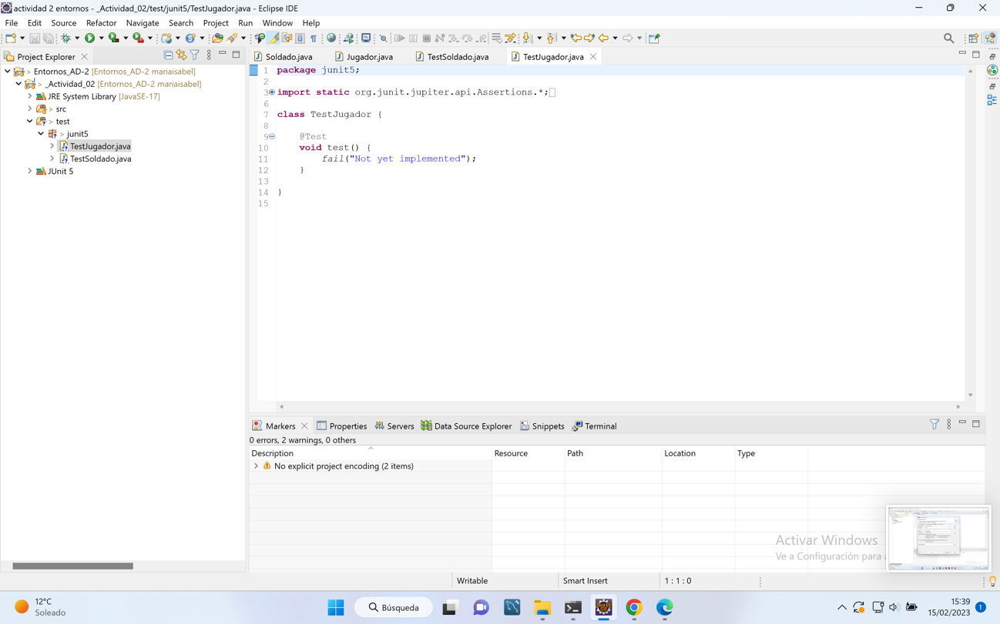 actividad 2 entornos - _Actividad_02/test/junit5/TestJugador.java - Eclipse IDE
File Edit Source Refactor Navigate Search Project Run Window Help
Project Explorer
Entornos_AD-2 [Entornos_AD-2 mariaisabel]
_Actividad_02 [Entornos_AD-2 mariaisabel]
JRE System Library [JavaSE-17]
src
test
junit5
TestJugador.java
TestSoldado.java
JUnit 5
Soldado.java Jugador.java TestSoldado.java TestJugador.java
1 package junit5;
2
3 import static org.junit.jupiter.api.Assertions.*;
6
7 class TestJugador {
8
9 @Test
10 void test() {
11 fail("Not yet implemented");
12 }
13
14 }
15
Markers Properties Servers Data Source Explorer Snippets Terminal
0 errors, 2 warnings, 0 others
Description Resource Path Location Type
No explicit project encoding (2 items)
Activar Windows
Ve a Configuración para
Writable Smart Insert 1 : 1 : 0
12°C
Soleado
Búsqueda
15:39
15/02/2023
1